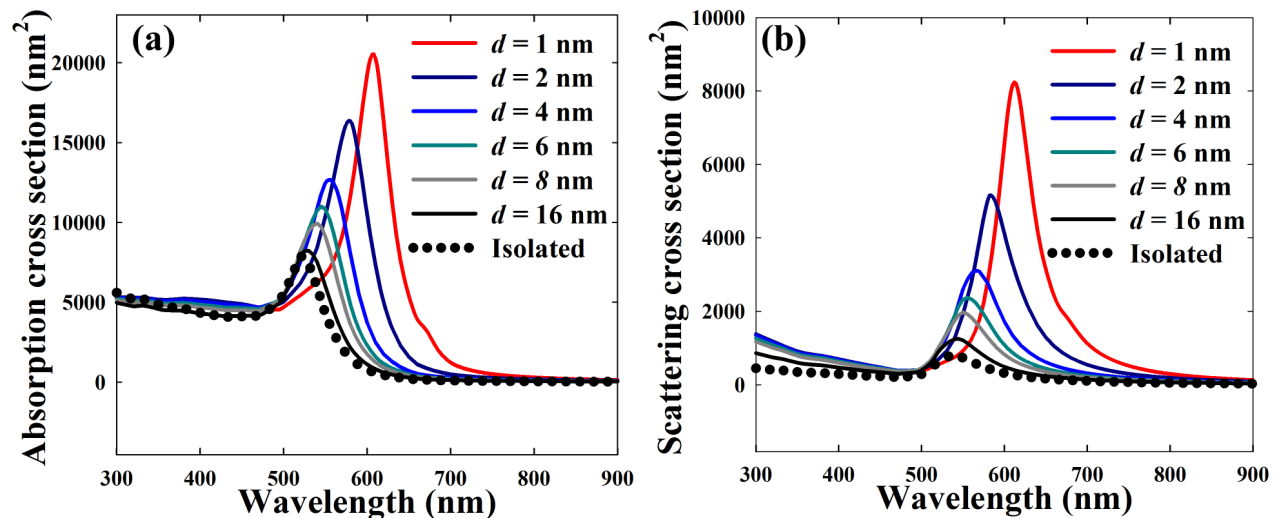 (a)
Absorption cross section (nm²)
20000
15000
10000
5000
0
d = 1 nm
d = 2 nm
d = 4 nm
d = 6 nm
d = 8 nm
d = 16 nm
Isolated
300 400 500 600 700 800 900
Wavelength (nm)
(b)
Scattering cross section (nm²)
10000
8000
6000
4000
2000
0
d = 1 nm
d = 2 nm
d = 4 nm
d = 6 nm
d = 8 nm
d = 16 nm
Isolated
300 400 500 600 700 800 900
Wavelength (nm)